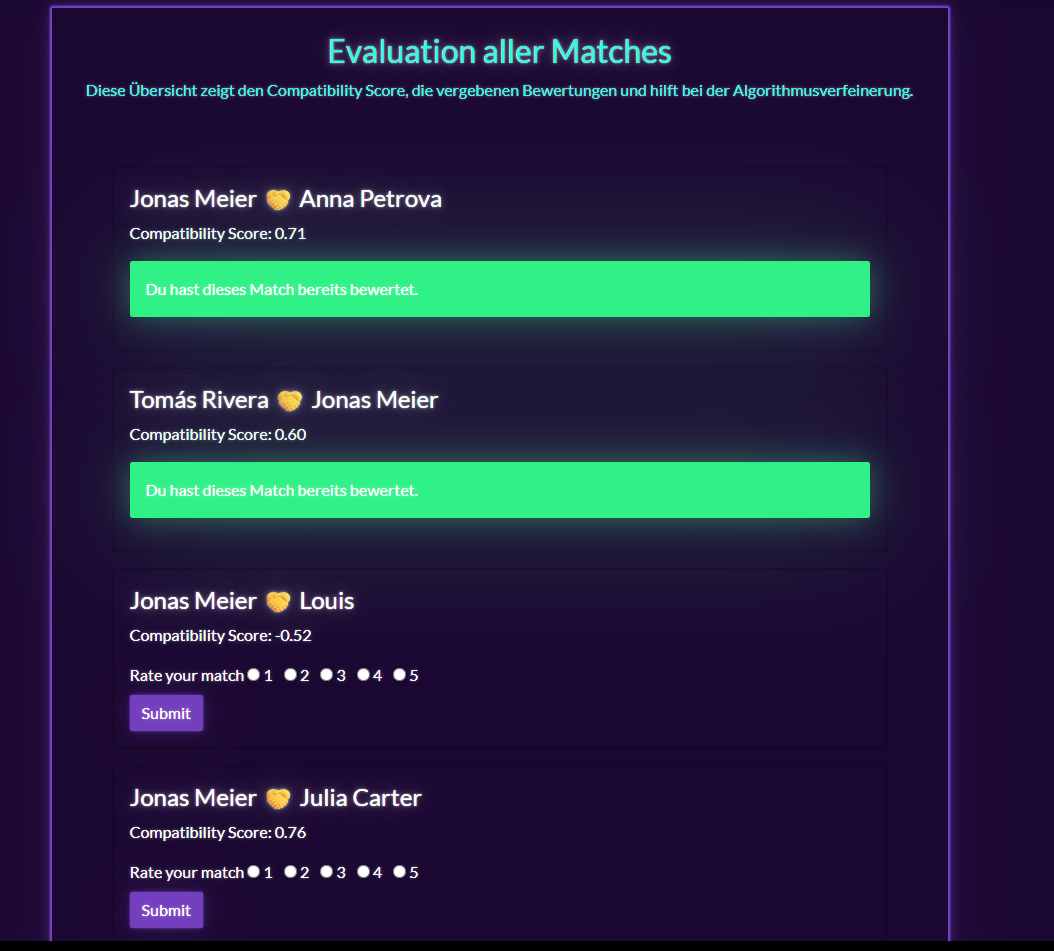 Evaluation aller Matches
Diese Übersicht zeigt den Compatibility Score, die vergebenen Bewertungen und hilft bei der Algorithmusverfeinerung.
Jonas Meier 🤝 Anna Petrova
Compatibility Score: 0.71
Du hast dieses Match bereits bewertet.
Tomás Rivera 🤝 Jonas Meier
Compatibility Score: 0.60
Du hast dieses Match bereits bewertet.
Jonas Meier 🤝 Louis
Compatibility Score: -0.52
Rate your match 1 2 3 4 5
Submit
Jonas Meier 🤝 Julia Carter
Compatibility Score: 0.76
Rate your match 1 2 3 4 5
Submit